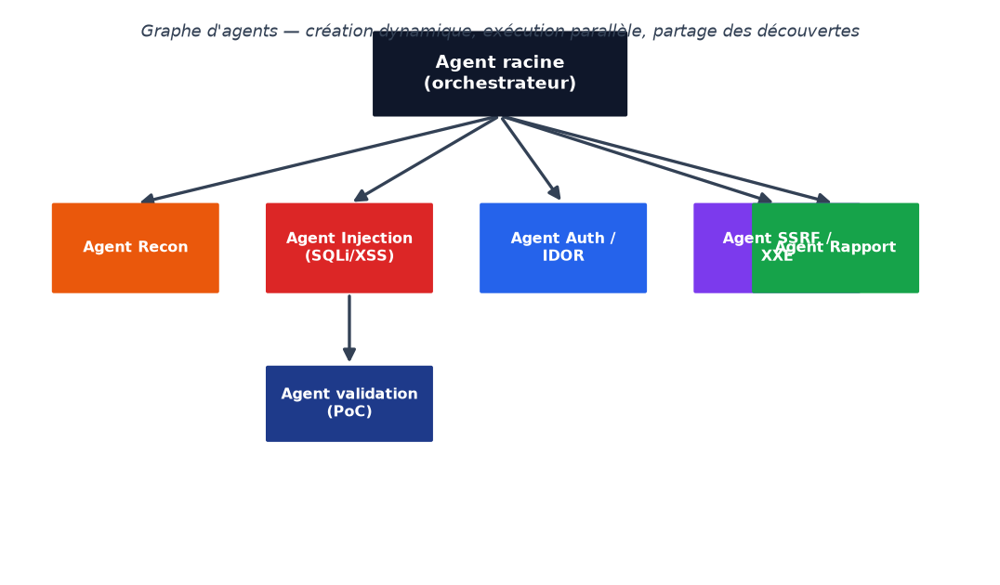 Graphe d'agents — création dynamique, exécution parallèle, partage des découvertes
Agent racine
(orchestrateur)
Agent Recon
Agent Injection
(SQLi/XSS)
Agent Auth /
IDOR
Agent SSRF /
XXE
Agent Rapport
Agent validation
(PoC)